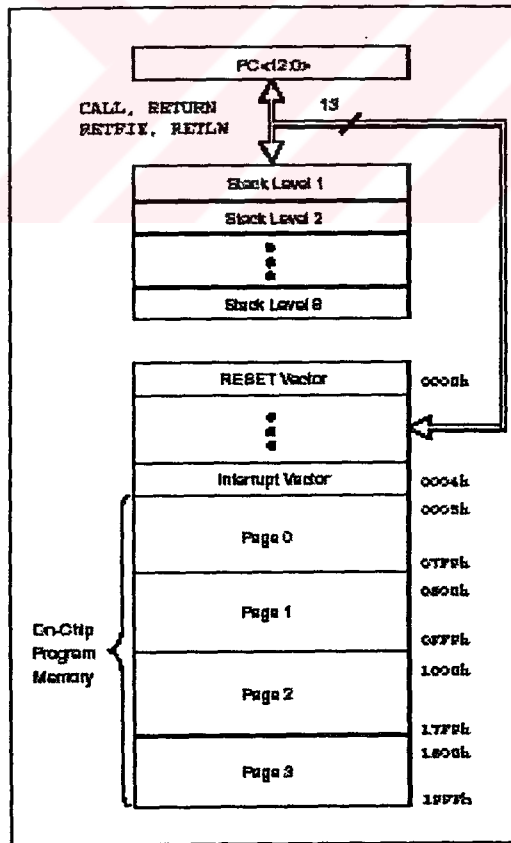 PC<12:0>
CALL, RETURN
RETFIE, RETLW
13
Stack Level 1
Stack Level 2
Stack Level 8
RESET Vector
0000h
Interrupt Vector
0004h
0005h
Page 0
07FFh
0800h
Page 1
0FFFh
1000h
On-Chip
Program
Memory
Page 2
17FFh
1800h
Page 3
1FFFh